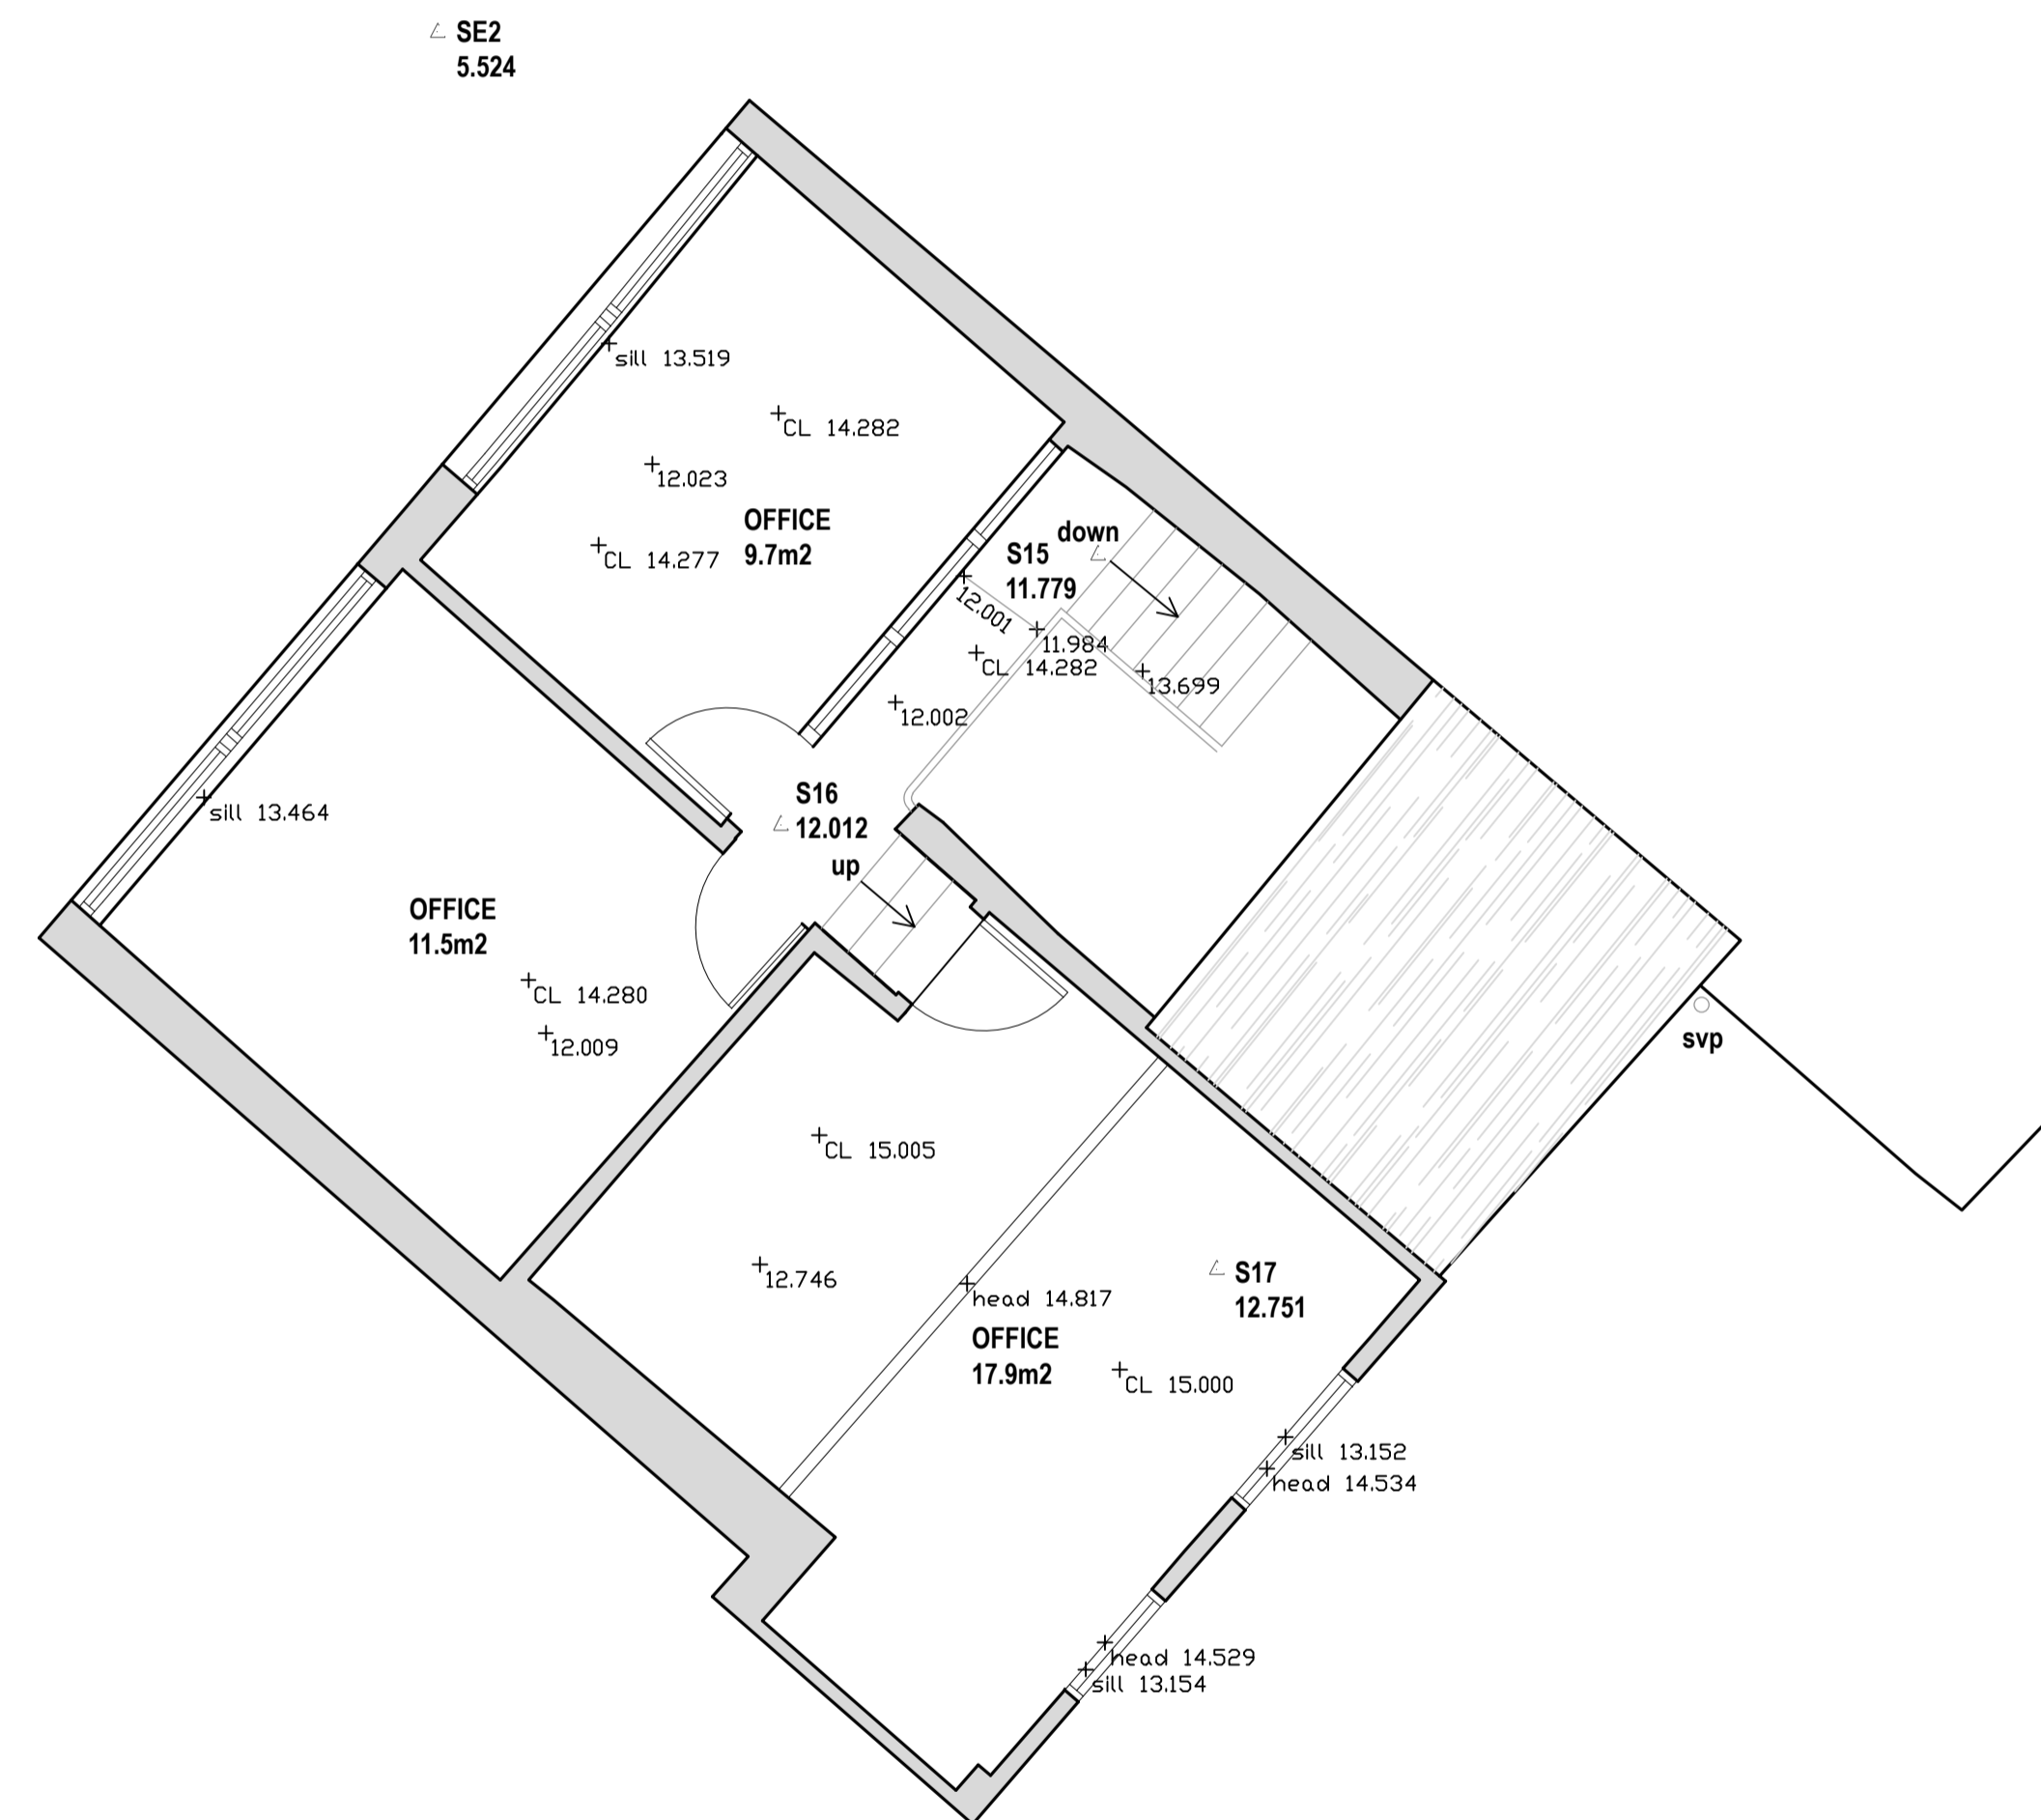 SE2
5.524
sill 13.519
CL 14.282
12.023
OFFICE
9.7m2
CL 14.277
down
S15
11.779
12.001
11.984
CL 14.282
13.699
12.002
S16
12.012
up
sill 13.464
OFFICE
11.5m2
CL 14.280
12.009
svp
CL 15.005
12.746
S17
12.751
head 14.817
OFFICE
17.9m2
CL 15.000
sill 13.152
head 14.534
head 14.529
sill 13.154